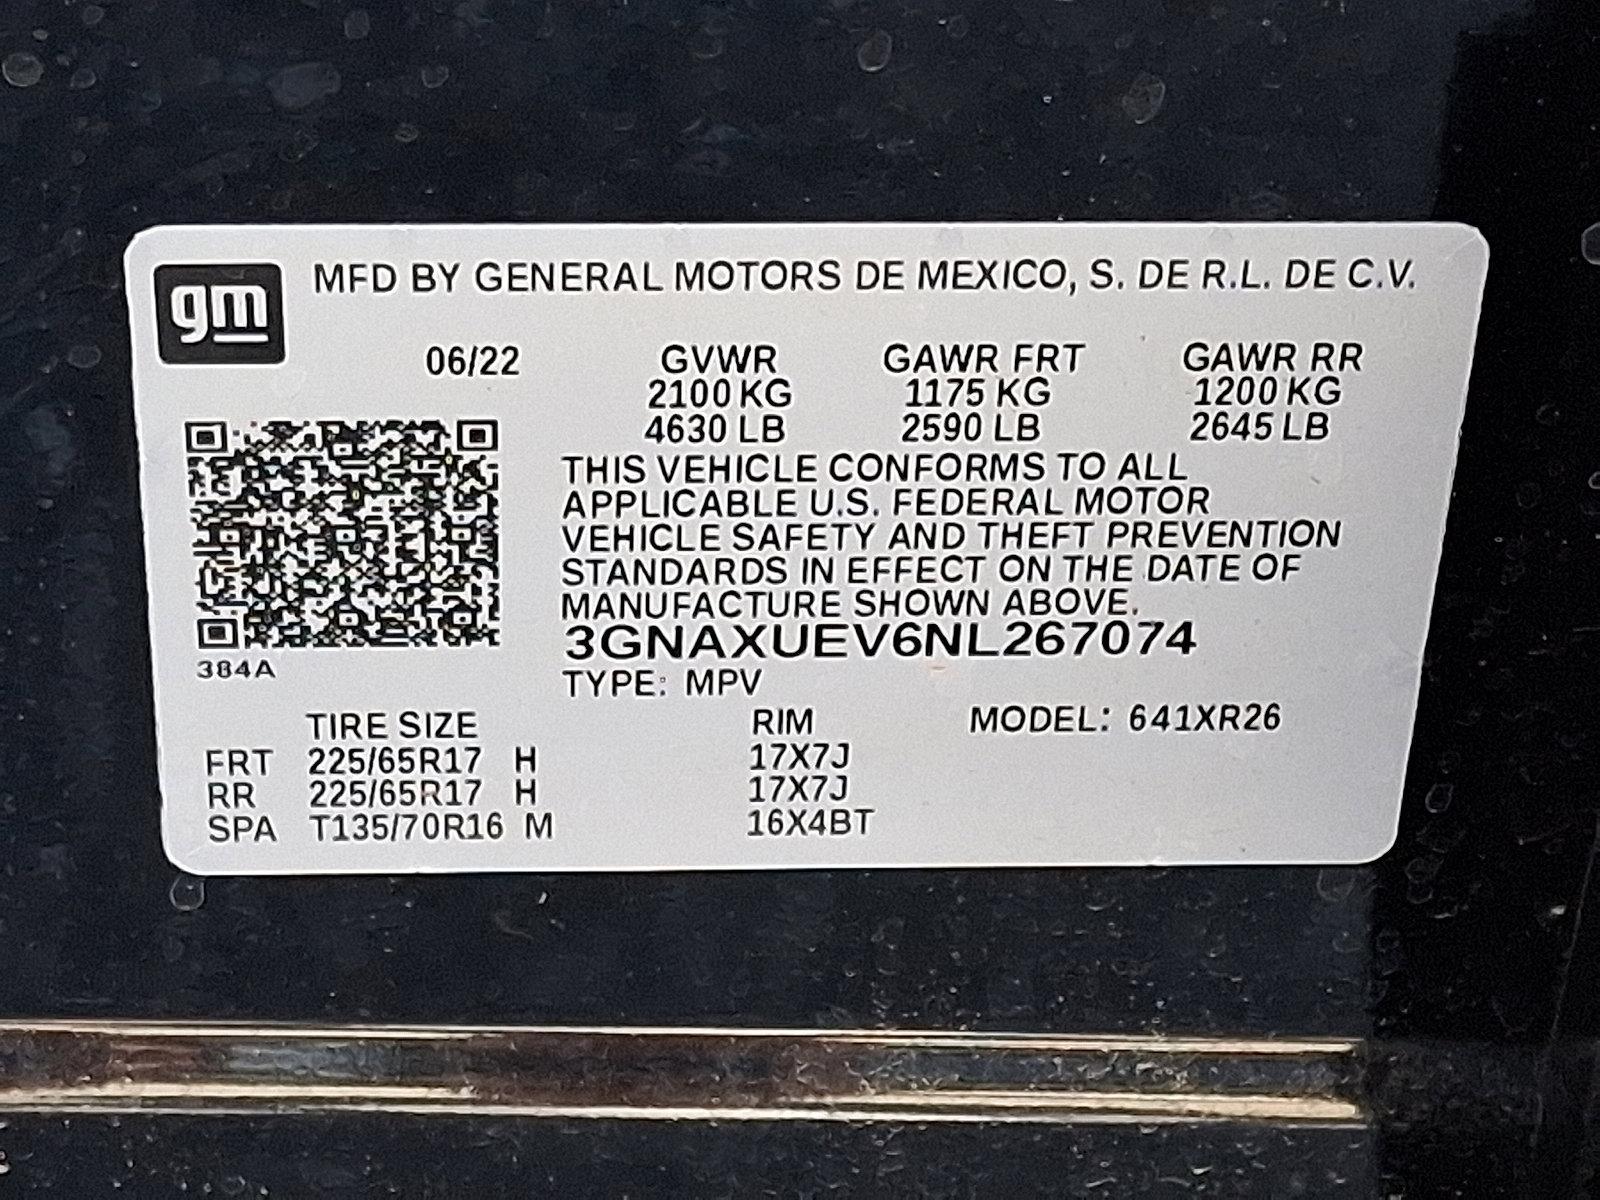 gm
MFD BY GENERAL MOTORS DE MEXICO, S. DE R.L. DE C.V.
06/22 GVWR GAWR FRT GAWR RR
2100 KG 1175 KG 1200 KG
4630 LB 2590 LB 2645 LB
THIS VEHICLE CONFORMS TO ALL
APPLICABLE U.S. FEDERAL MOTOR
VEHICLE SAFETY AND THEFT PREVENTION
STANDARDS IN EFFECT ON THE DATE OF
MANUFACTURE SHOWN ABOVE.
3GNAXUEV6NL267074
384A
TYPE: MPV
TIRE SIZE RIM MODEL: 641XR26
FRT 225/65R17 H 17X7J
RR 225/65R17 H 17X7J
SPA T135/70R16 M 16X4BT